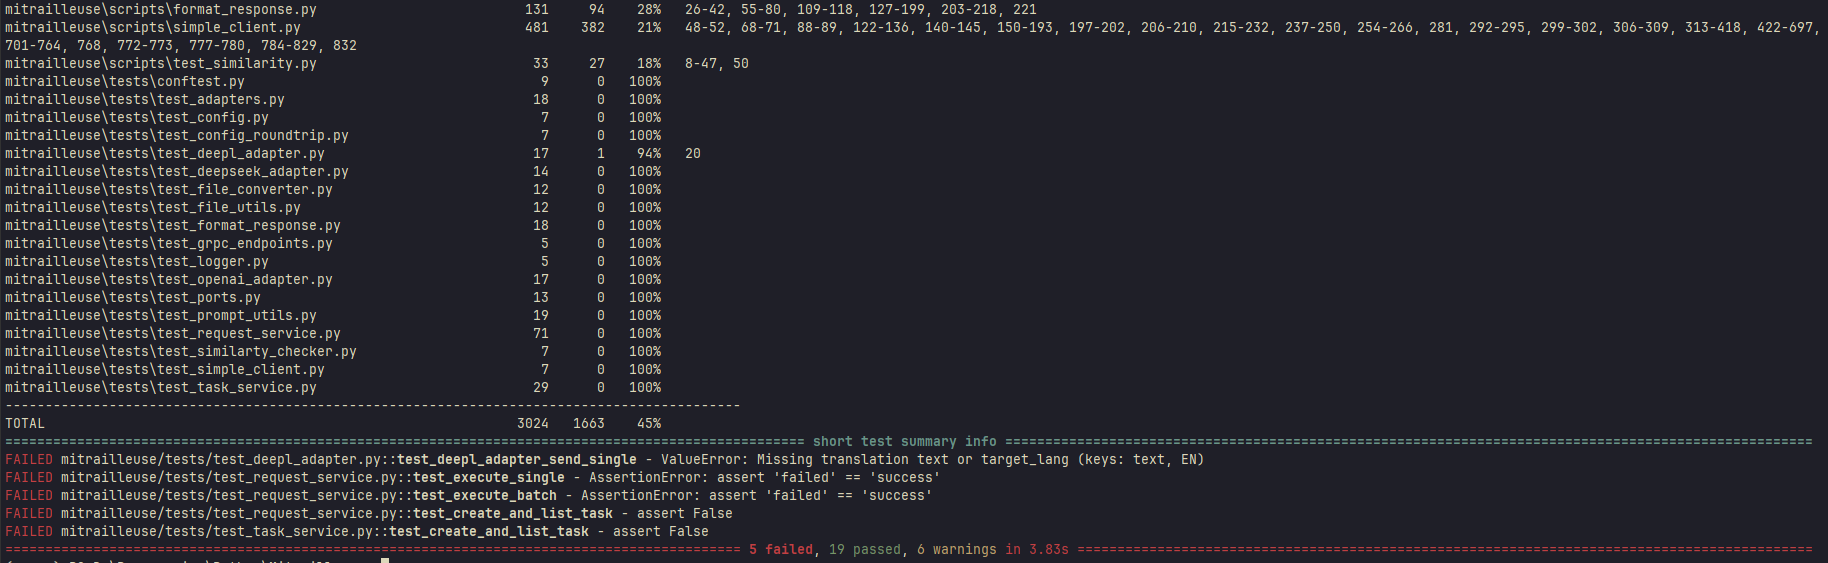 mitrailleuse\scripts\format_response.py 131 94 28% 26-42, 55-80, 109-118, 127-199, 203-218, 221
mitrailleuse\scripts\simple_client.py 481 382 21% 48-52, 68-71, 88-89, 122-136, 140-145, 150-193, 197-202, 206-210, 215-232, 237-250, 254-266, 281, 292-295, 299-302, 306-309, 313-418, 422-697,
701-764, 768, 772-773, 777-780, 784-829, 832
mitrailleuse\scripts\test_similarity.py 33 27 18% 8-47, 50
mitrailleuse\tests\conftest.py 9 0 100%
mitrailleuse\tests\test_adapters.py 18 0 100%
mitrailleuse\tests\test_config.py 7 0 100%
mitrailleuse\tests\test_config_roundtrip.py 7 0 100%
mitrailleuse\tests\test_deepl_adapter.py 17 1 94% 20
mitrailleuse\tests\test_deepseek_adapter.py 14 0 100%
mitrailleuse\tests\test_file_converter.py 12 0 100%
mitrailleuse\tests\test_file_utils.py 12 0 100%
mitrailleuse\tests\test_format_response.py 18 0 100%
mitrailleuse\tests\test_grpc_endpoints.py 5 0 100%
mitrailleuse\tests\test_logger.py 5 0 100%
mitrailleuse\tests\test_openai_adapter.py 17 0 100%
mitrailleuse\tests\test_ports.py 13 0 100%
mitrailleuse\tests\test_prompt_utils.py 19 0 100%
mitrailleuse\tests\test_request_service.py 71 0 100%
mitrailleuse\tests\test_similarty_checker.py 7 0 100%
mitrailleuse\tests\test_simple_client.py 7 0 100%
mitrailleuse\tests\test_task_service.py 29 0 100%
TOTAL 3024 1663 45%
short test summary info
FAILED mitrailleuse/tests/test_deepl_adapter.py::test_deepl_adapter_send_single - ValueError: Missing translation text or target_lang (keys: text, EN)
FAILED mitrailleuse/tests/test_request_service.py::test_execute_single - AssertionError: assert 'failed' == 'success'
FAILED mitrailleuse/tests/test_request_service.py::test_execute_batch - AssertionError: assert 'failed' == 'success'
FAILED mitrailleuse/tests/test_request_service.py::test_create_and_list_task - assert False
FAILED mitrailleuse/tests/test_task_service.py::test_create_and_list_task - assert False
5 failed, 19 passed, 6 warnings in 3.83s